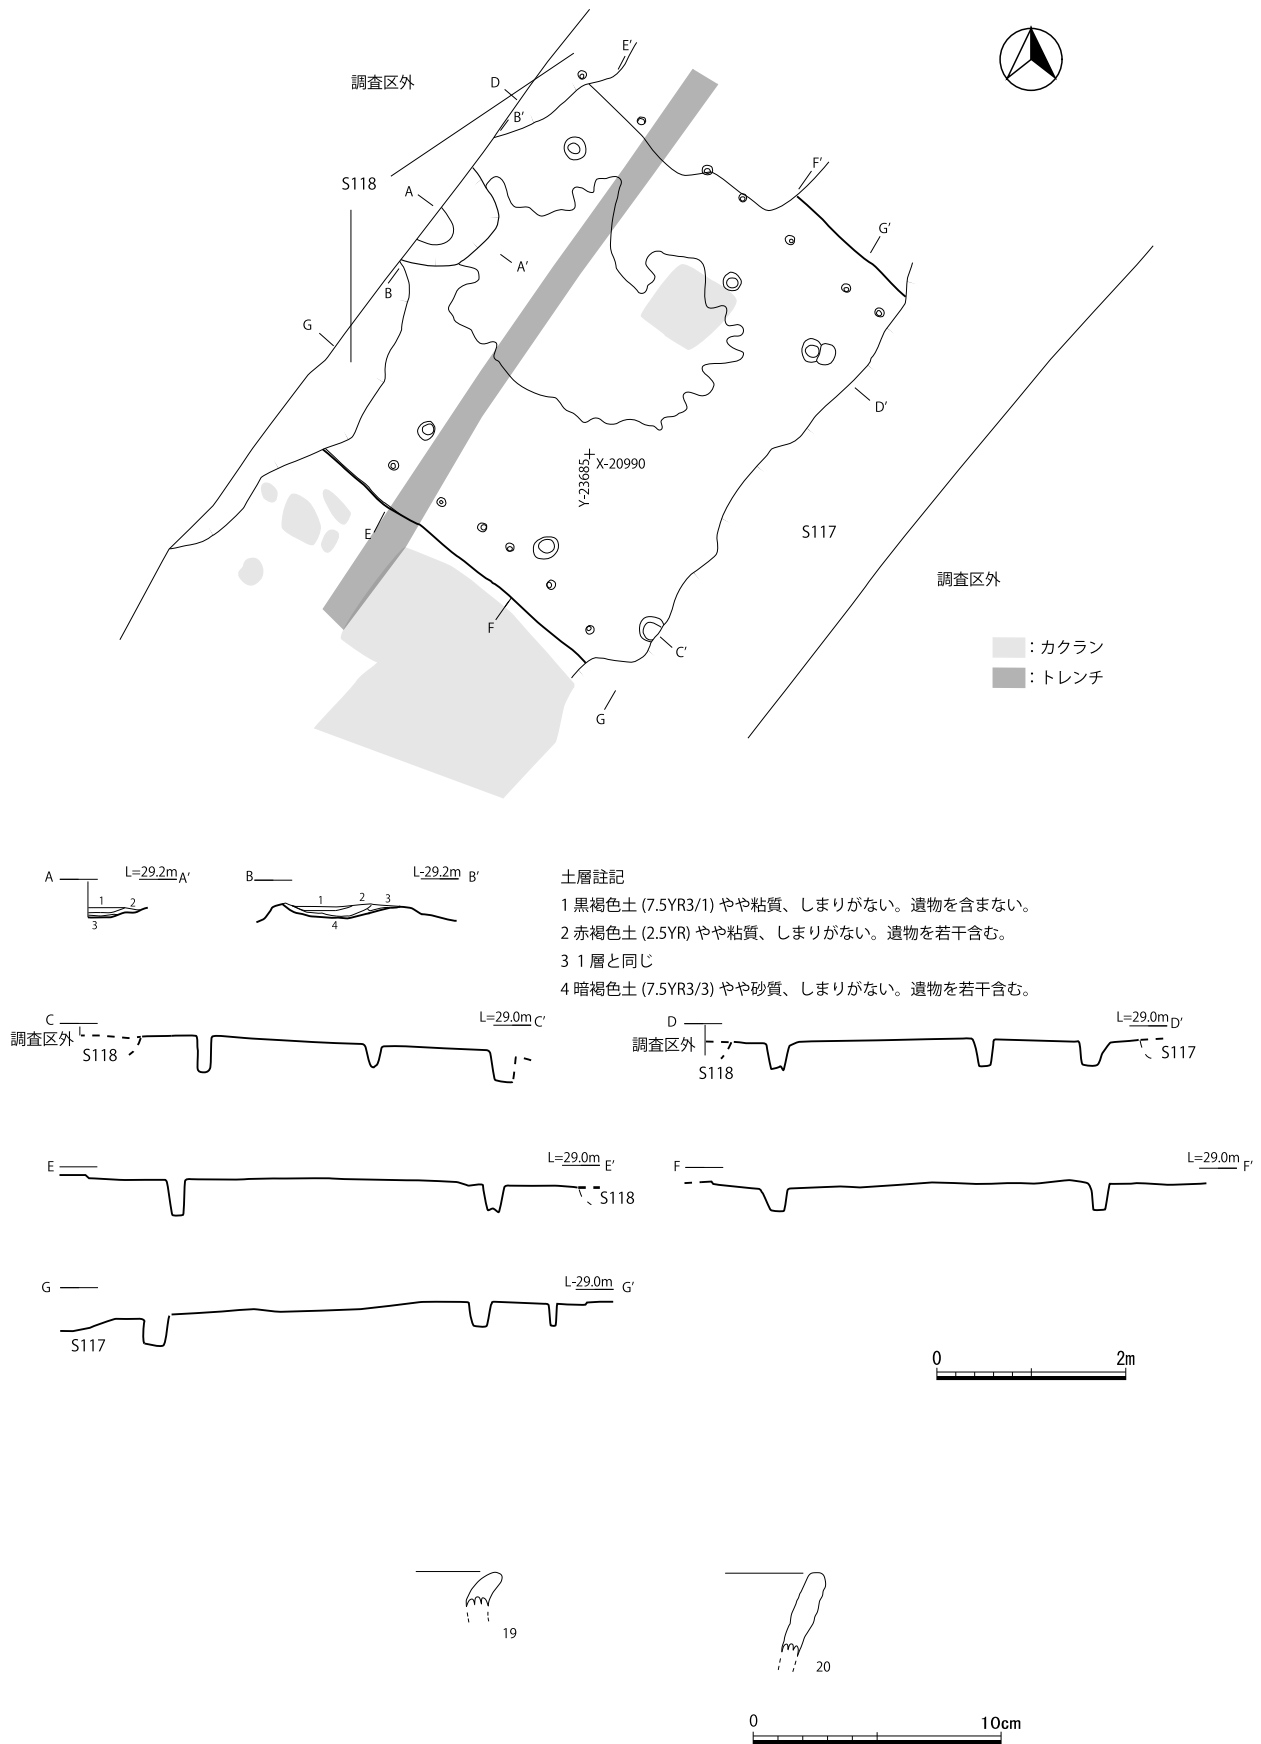 E'
調査区外
D
B'
F'
S118
A
G'
A'
B
G
D'
X-20990
Y-23685
E
S117
調査区外
F
C'
：カクラン
：トレンチ
G
A
L=29.2m
A'
B
L-29.2m
B'
1
2
3
1
2
3
4
土層註記
1 黒褐色土 (7.5YR3/1) やや粘質、しまりがない。遺物を含まない。
2 赤褐色土 (2.5YR) やや粘質、しまりがない。遺物を若干含む。
3 1 層と同じ
4 暗褐色土 (7.5YR3/3) やや砂質、しまりがない。遺物を若干含む。
C
L=29.0m
C'
調査区外
S118
D
L=29.0m
D'
調査区外
S118
S117
E
L=29.0m
E'
S118
F
L=29.0m
F'
G
L-29.0m
G'
S117
0
2m
19
20
0
10cm